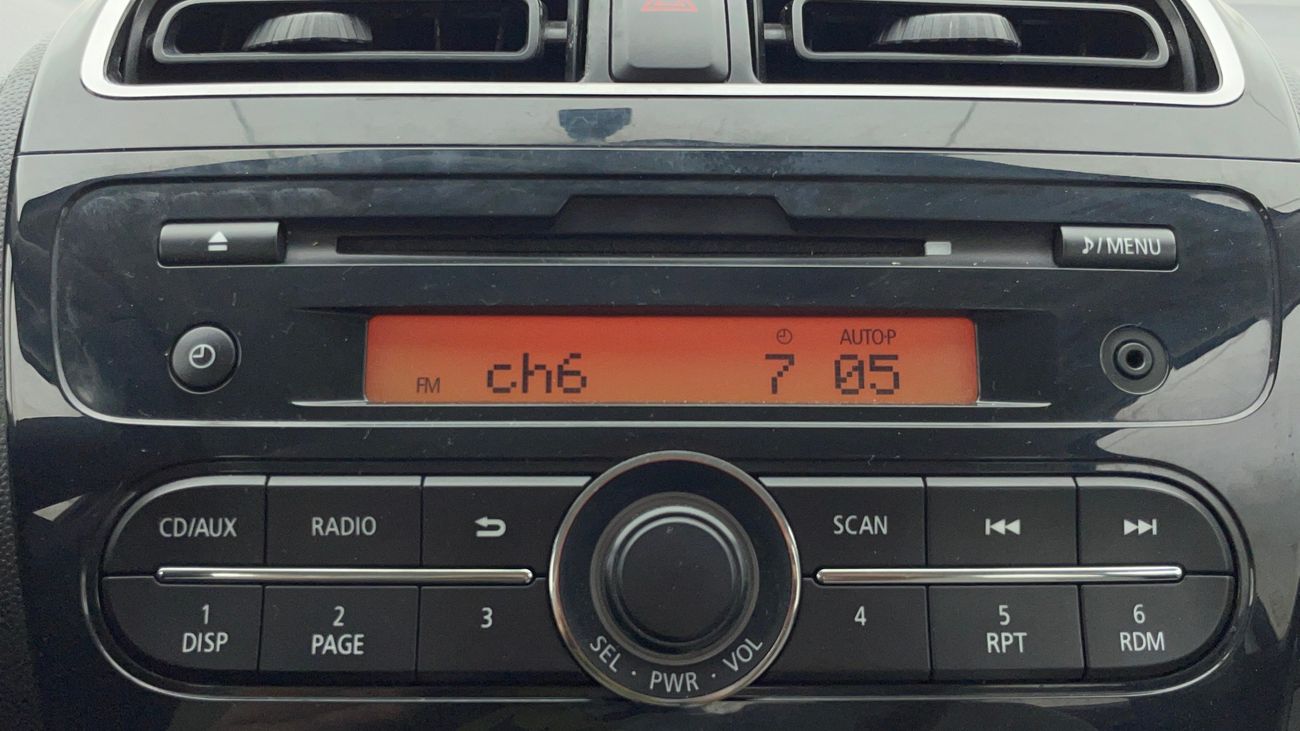 ♪/MENU
AUTO·P
FM ch6 7 05
CD/AUX RADIO SCAN
1 2 3 4 5 6
DISP PAGE RPT RDM
SEL · PWR · VOL